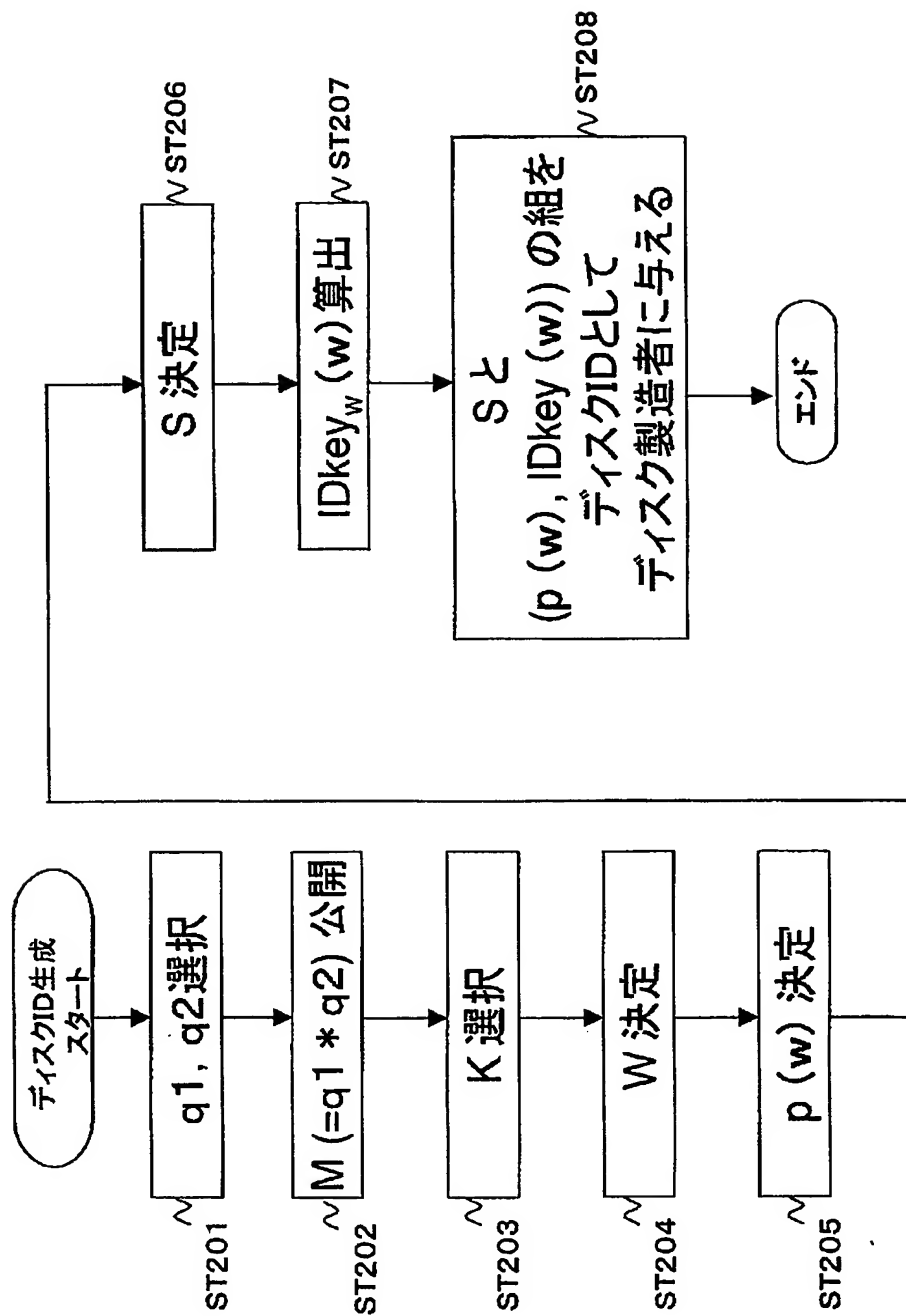 ディスクID生成
スタート
q1, q2選択
ST201
M (=q1 * q2) 公開
ST202
K 選択
ST203
W 決定
ST204
p (w) 決定
ST205
S 決定
ST206
IDkeyw (w) 算出
ST207
S と
(p (w) , IDkey (w)) の組を
ディスクIDとして
ディスク製造者に与える
ST208
エンド